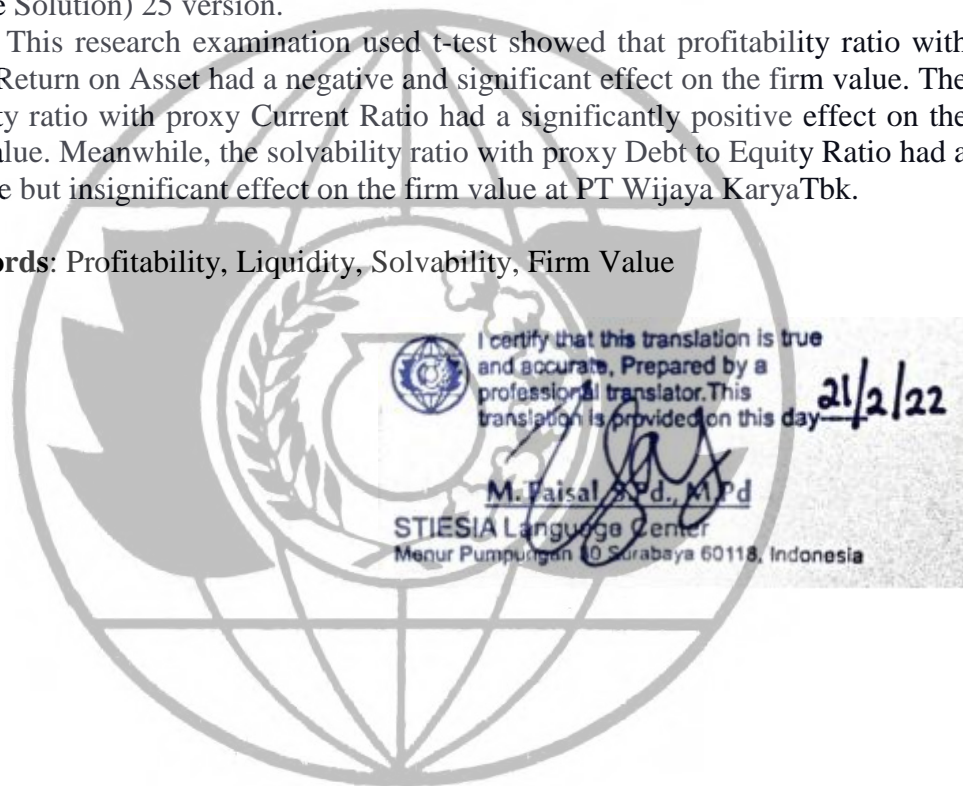 Solution) 25 version.
This research examination used t-test showed that profitability ratio with
Return on Asset had a negative and significant effect on the firm value. The
ratio with proxy Current Ratio had a significantly positive effect on the
Meanwhile, the solvability ratio with proxy Debt to Equity Ratio had a
but insignificant effect on the firm value at PT Wijaya KaryaTbk.
: Profitability, Liquidity, Solvability, Firm Value
I certify that this translation is true
and accurate, Prepared by a
professional translator.This
translation is provided on this day 21/2/22
M. Faisal, S.Pd., M.Pd
STIESIA Language Center
Menur Pumpungan 30 Surabaya 60118, Indonesia